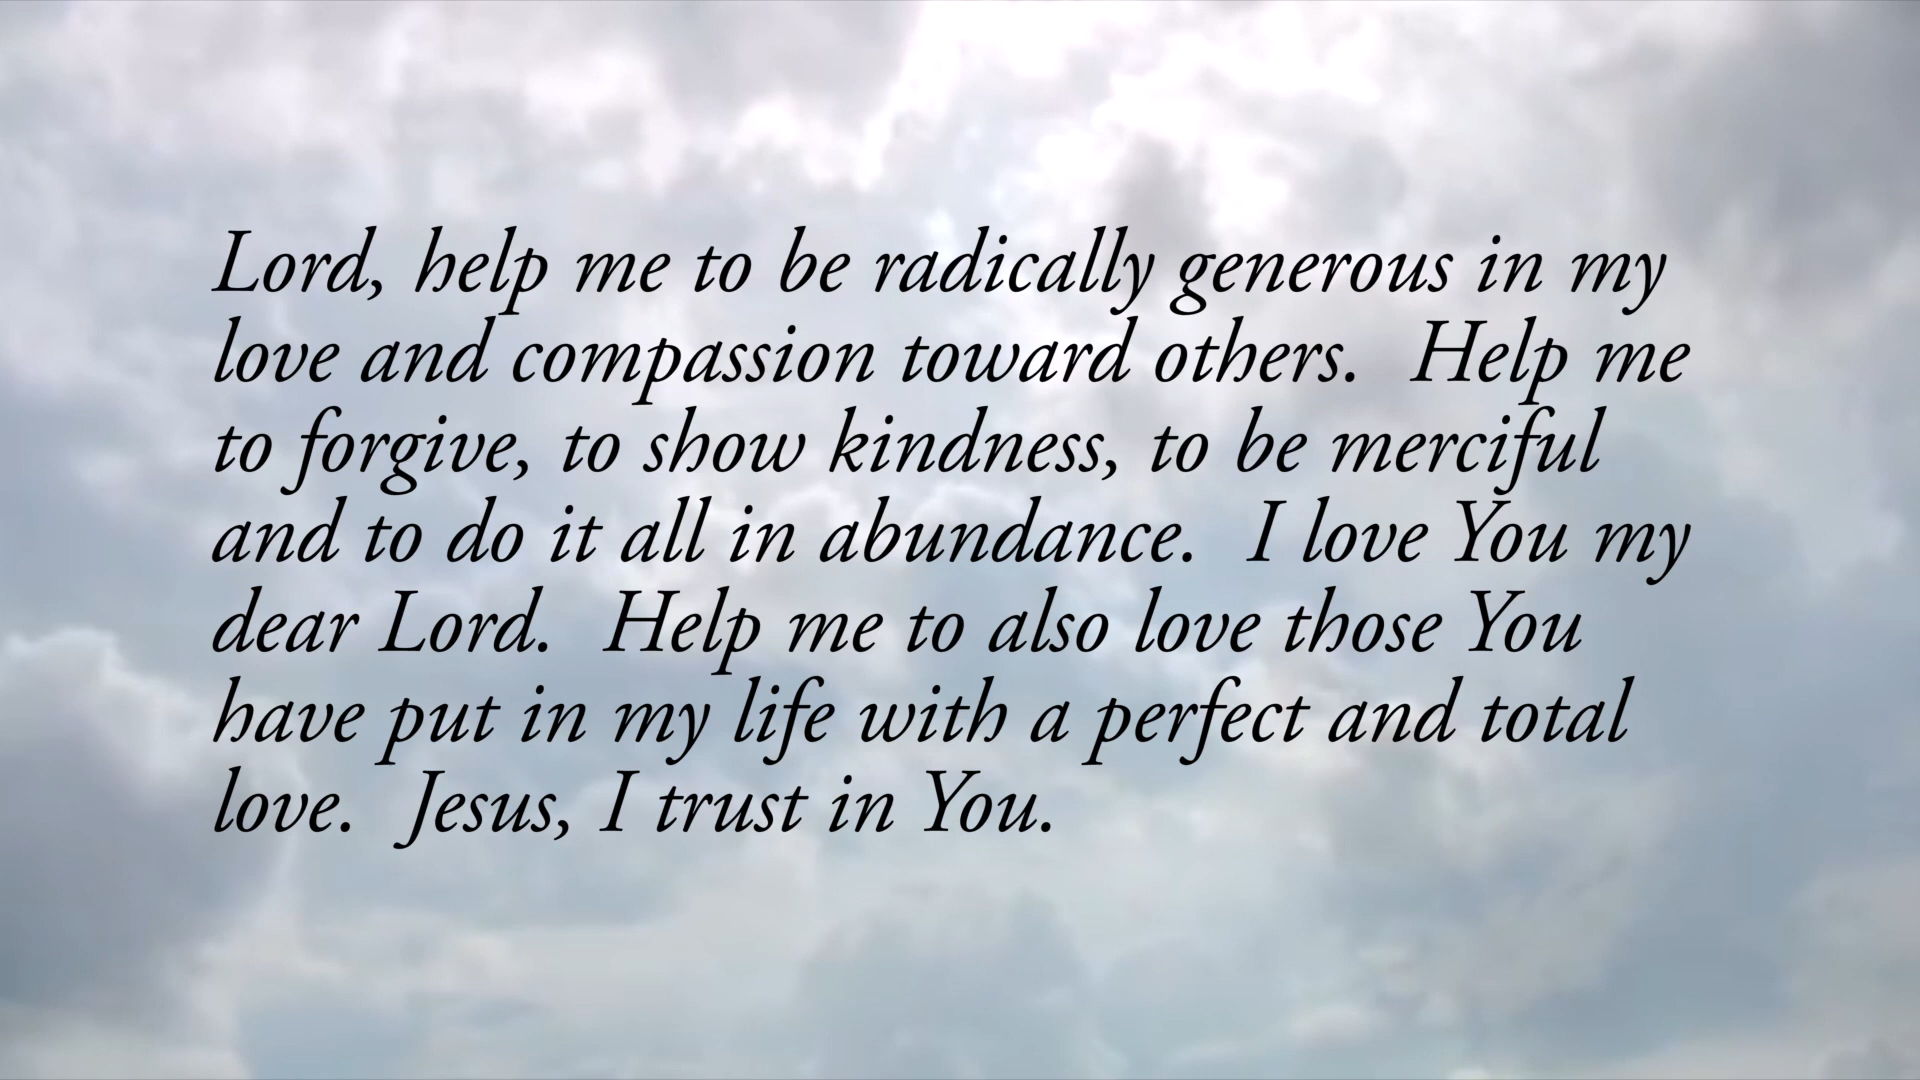 Lord, help me to be radically generous in my
love and compassion toward others.  Help me
to forgive, to show kindness, to be merciful
and to do it all in abundance.  I love You my
dear Lord.  Help me to also love those You
have put in my life with a perfect and total
love.  Jesus, I trust in You.